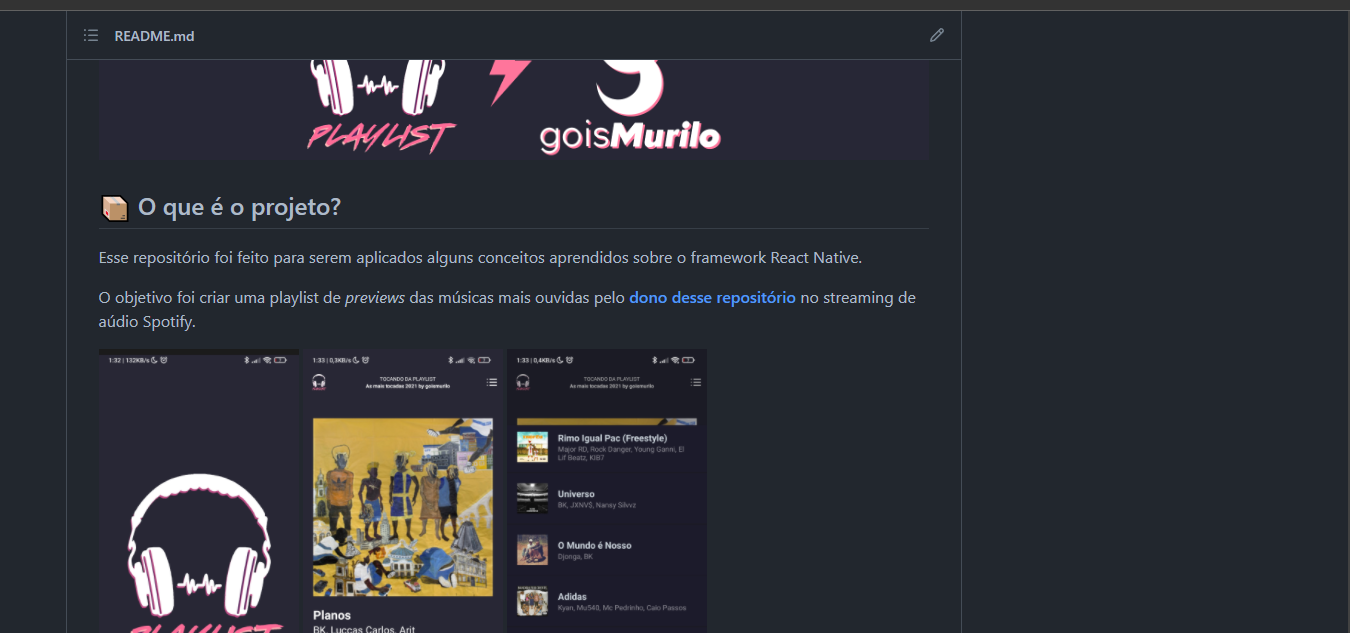 README.md
PLAYLIST
goisMurilo
O que é o projeto?
Esse repositório foi feito para serem aplicados alguns conceitos aprendidos sobre o framework React Native.
O objetivo foi criar uma playlist de previews das músicas mais ouvidas pelo dono desse repositório no streaming de
aúdio Spotify.
1:32 | 132KB/s
1:33 | 0,3KB/s
TOCANDO DA PLAYLIST
As mais tocadas 2021 by goismurilo
Planos
BK, Luccas Carlos, Arit
1:33 | 0,4KB/s
TOCANDO DA PLAYLIST
As mais tocadas 2021 by goismurilo
Rimo Igual Pac (Freestyle)
Major RD, Rock Danger, Young Ganni, El
Lif Beatz, KIB7
Universo
BK, JXNV$, Nansy Silvvz
O Mundo é Nosso
Djonga, BK
Adidas
Kyan, Mu540, Mc Pedrinho, Caio Passos
PLAYLIST